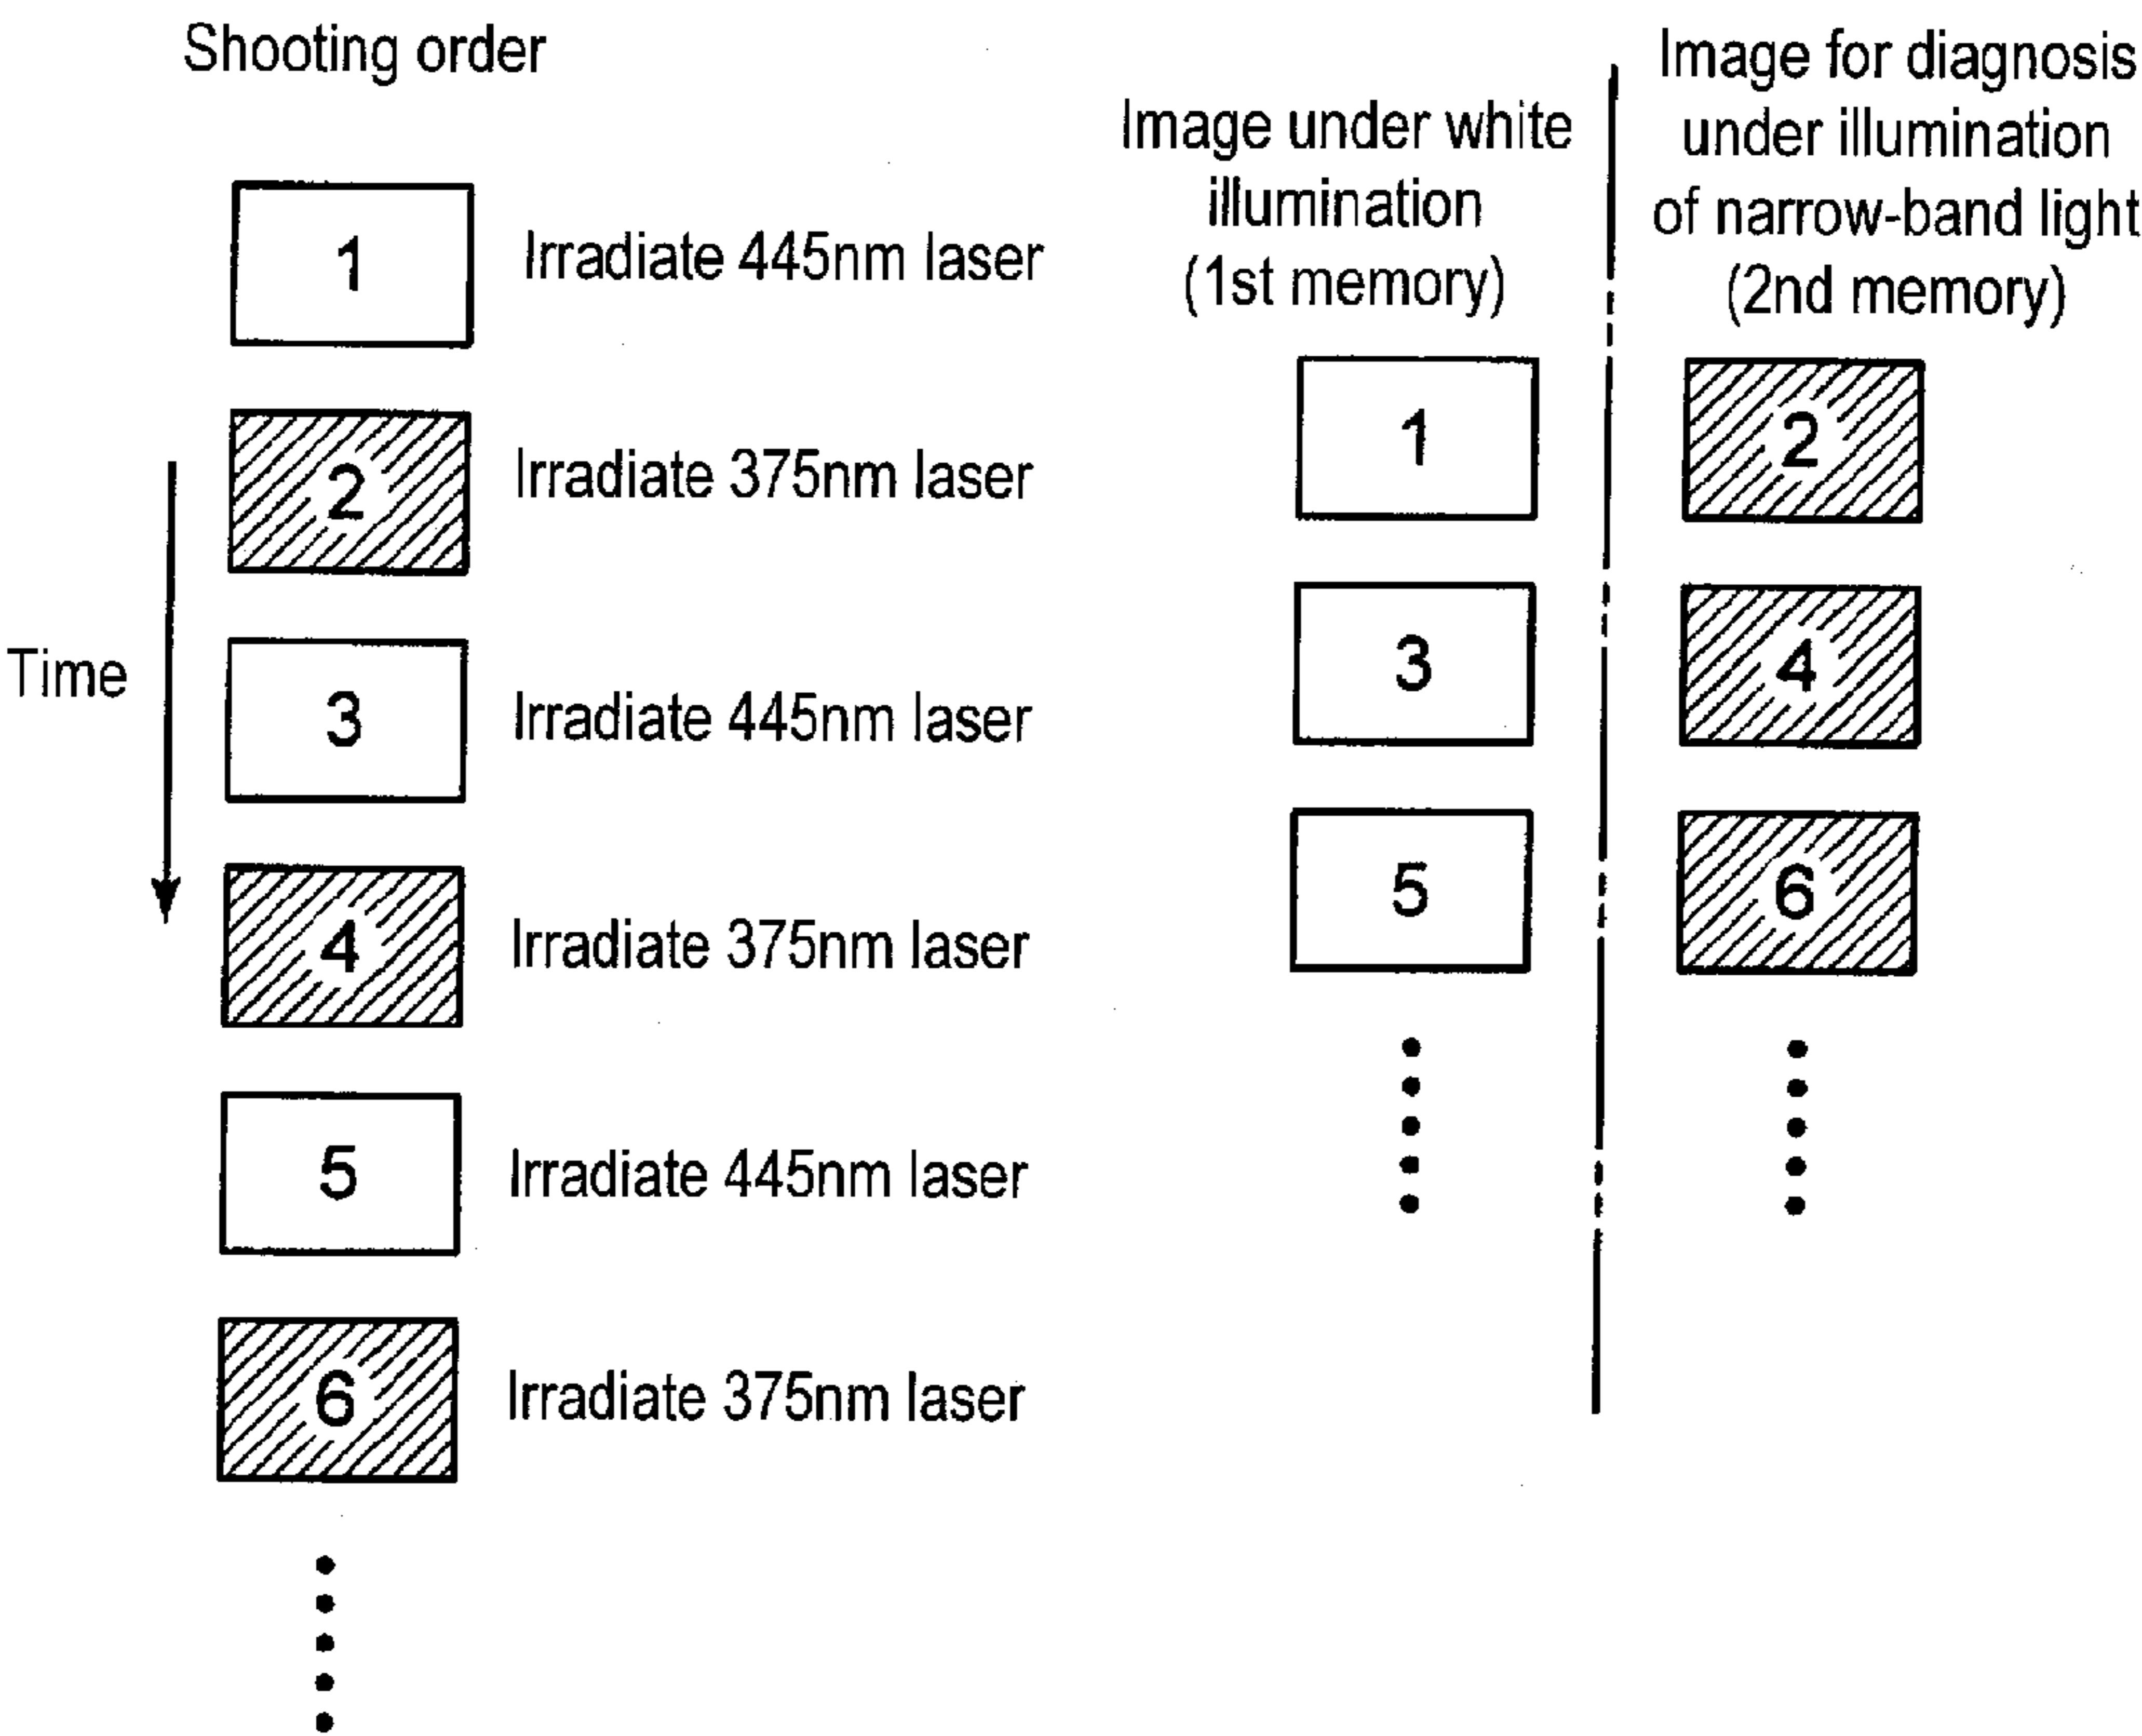 Shooting order
1
Irradiate 445nm laser
2
Irradiate 375nm laser
3
Irradiate 445nm laser
4
Irradiate 375nm laser
5
Irradiate 445nm laser
6
Irradiate 375nm laser
Time
Image under white
illumination
(1st memory)
1
3
5
Image for diagnosis
under illumination
of narrow-band light
(2nd memory)
2
4
6